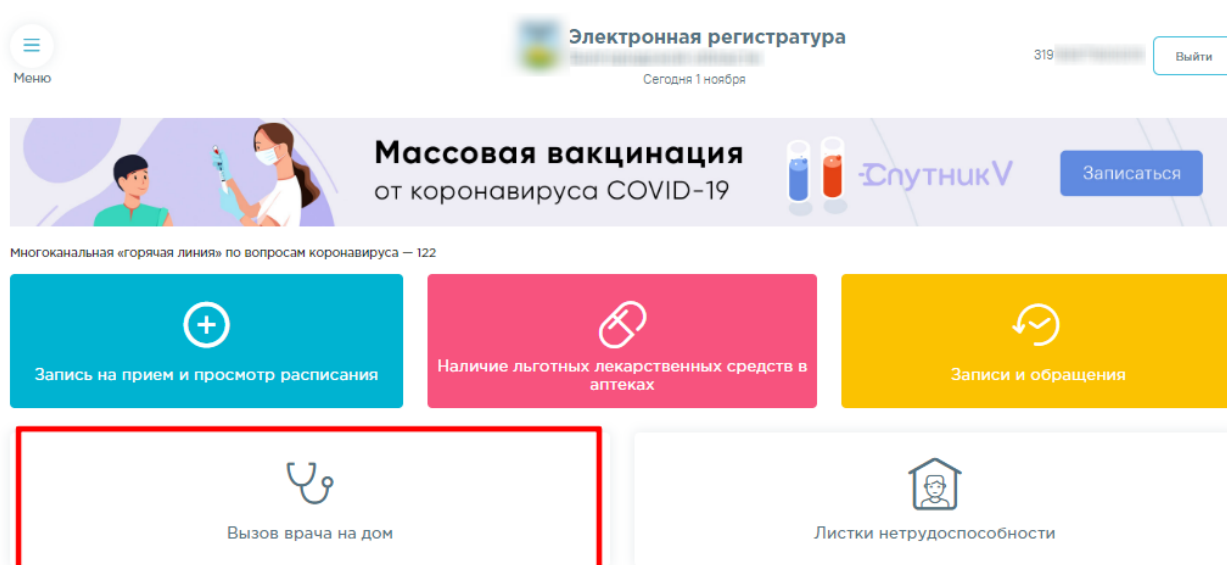 Электронная регистратура
Сегодня 1 ноября
Меню
319
Выйти
Массовая вакцинация
от коронавируса COVID-19
Спутник V
Записаться
Многоканальная «горячая линия» по вопросам коронавируса — 122
Запись на прием и просмотр расписания
Наличие льготных лекарственных средств в
аптеках
Записи и обращения
Вызов врача на дом
Листки нетрудоспособности